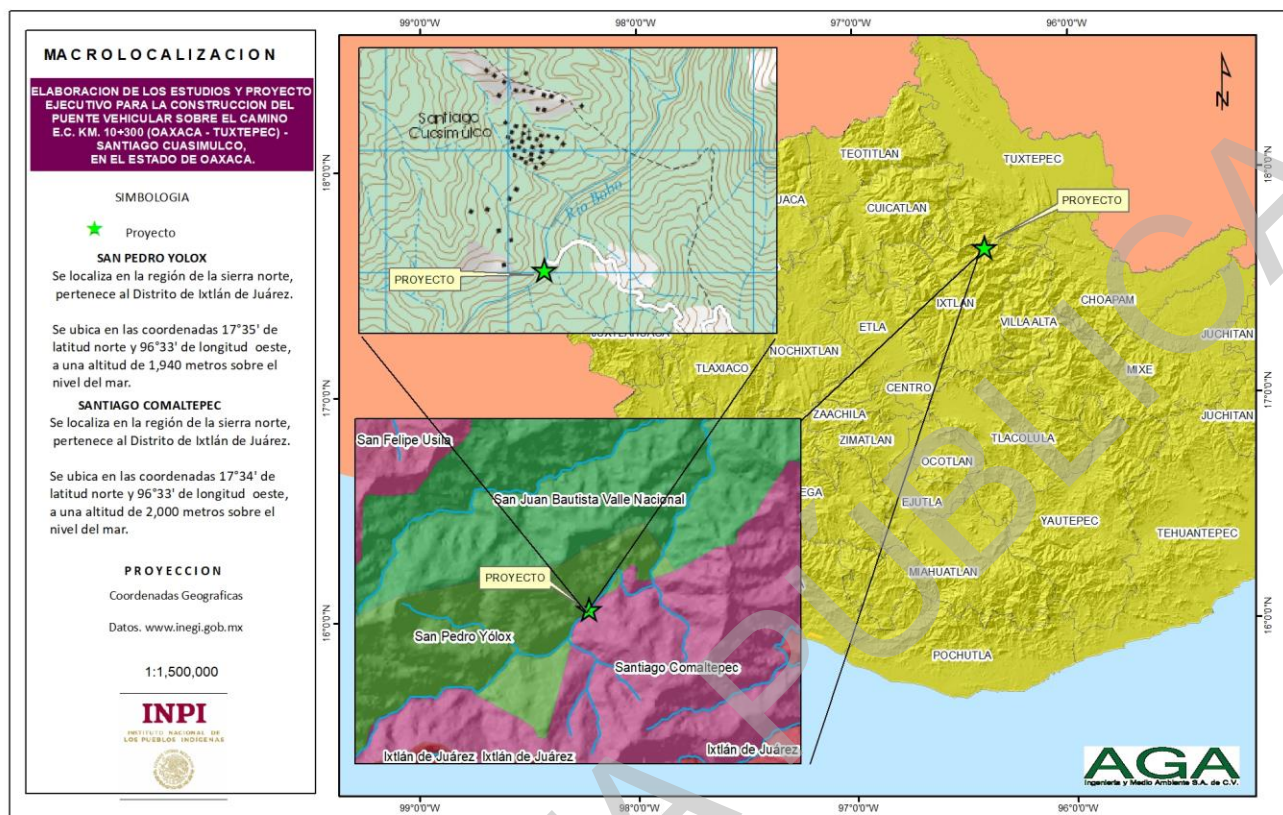 MACROLOCALIZACION
ELABORACION DE LOS ESTUDIOS Y PROYECTO
EJECUTIVO PARA LA CONSTRUCCION DEL
PUENTE VEHICULAR SOBRE EL CAMINO
E.C. KM. 10+300 (OAXACA - TUXTEPEC) -
SANTIAGO CUASIMULCO,
EN EL ESTADO DE OAXACA.
SIMBOLOGIA
Proyecto
SAN PEDRO YOLOX
Se localiza en la región de la sierra norte,
pertenece al Distrito de Ixtlán de Juárez.
Se ubica en las coordenadas 17°35' de
latitud norte y 96°33' de longitud oeste,
a una altitud de 1,940 metros sobre el
nivel del mar.
SANTIAGO COMALTEPEC
Se localiza en la región de la sierra norte,
pertenece al Distrito de Ixtlán de Juárez.
Se ubica en las coordenadas 17°34' de
latitud norte y 96°33' de longitud oeste,
a una altitud de 2,000 metros sobre el
nivel del mar.
PROYECCION
Coordenadas Geograficas
Datos. www.inegi.gob.mx
1:1,500,000
INPI
INSTITUTO NACIONAL DE
LOS PUEBLOS INDÍGENAS
99°0'0"W 98°0'0"W 97°0'0"W 96°0'0"W
18°0'0"N
17°0'0"N
16°0'0"N
Santiago
Cuasimulco
Río Bobo
PROYECTO
San Felipe Usila
San Juan Bautista Valle Nacional
PROYECTO
San Pedro Yólox
Santiago Comaltepec
Ixtlán de Juárez Ixtlán de Juárez
Ixtlán de Juárez
TEOTITLAN
TUXTEPEC
CUICATLAN
PROYECTO
IXTLAN
CHOAPAM
ETLA
VILLA ALTA
JUCHITAN
NOCHIXTLAN
MIXE
TLAXIACO
CENTRO
ZAACHILA
JUCHITAN
ZIMATLAN
TLACOLULA
OCOTLAN
EJUTLA
YAUTEPEC
TEHUANTEPEC
MIAHUATLAN
POCHUTLA
18°0'0"N
17°0'0"N
16°0'0"N
N
AGA
Ingeniería y Medio Ambiente S.A. de C.V.
99°0'0"W 98°0'0"W 97°0'0"W 96°0'0"W